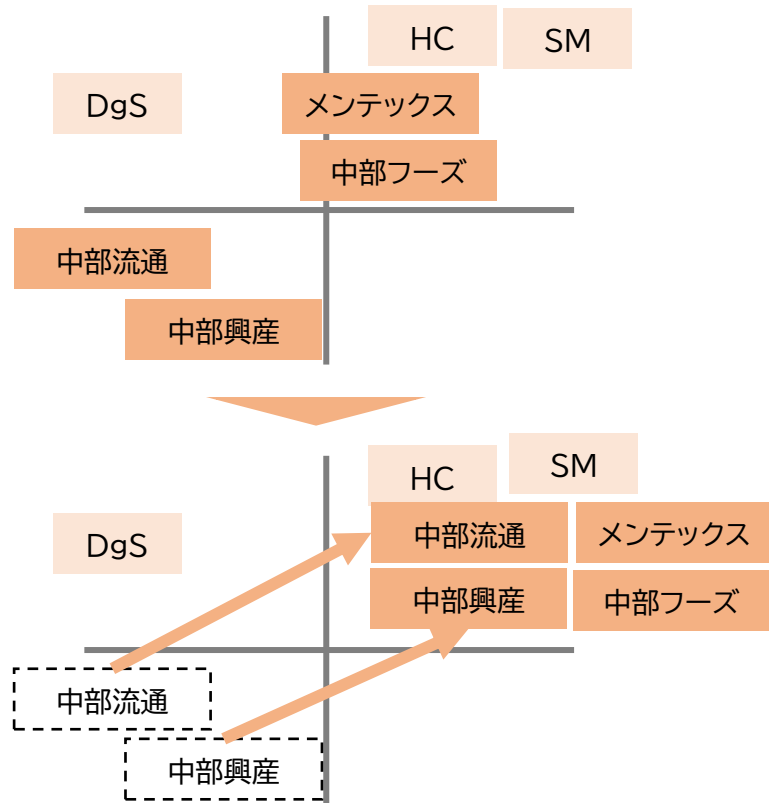 HC
SM
DgS
メンテックス
中部フーズ
中部流通
中部興産
SM
HC
DgS
中部流通
メンテックス
中部興産
中部フーズ
中部流通
中部興産